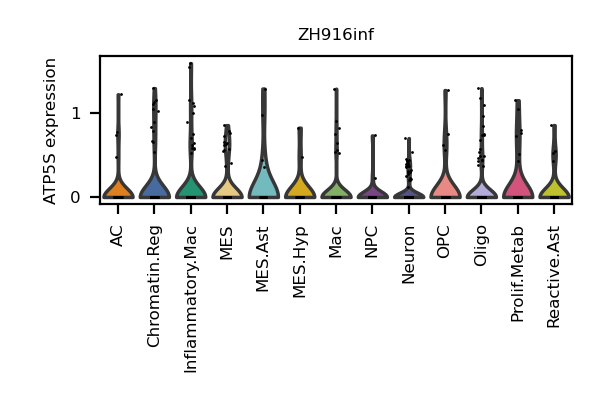 ZH916inf
ATP5S expression
1
0
AC
Chromatin.Reg
Inflammatory.Mac
MES
MES.Ast
MES.Hyp
Mac
NPC
Neuron
OPC
Oligo
Prolif.Metab
Reactive.Ast